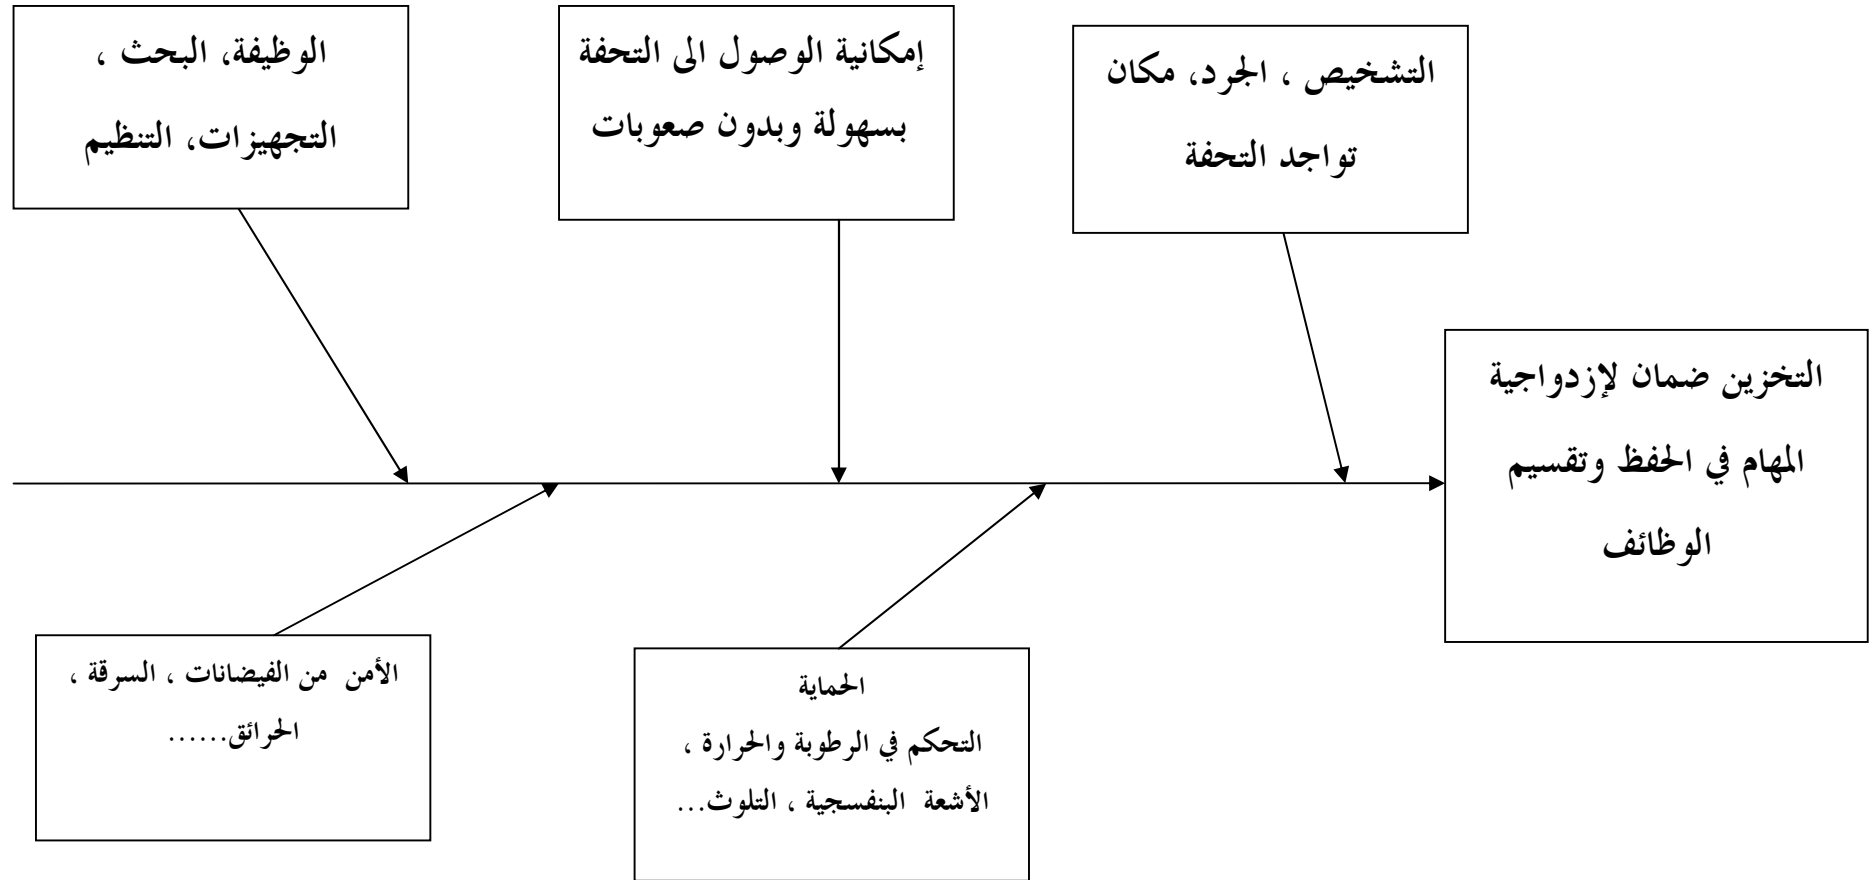 التشخيص ، الجرد، مكان
تواجد التحفة
إمكانية الوصول الى التحفة
بسهولة وبدون صعوبات
الوظيفة، البحث ،
التجهيزات، التنظيم
التخزين ضمان لإزدواجية
المهام في الحفظ وتقسيم
الوظائف
الحماية
التحكم في الرطوبة والحرارة ،
الأشعة البنفسجية ، التلوث...
الأمن من الفيضانات ، السرقة ،
الحرائق......